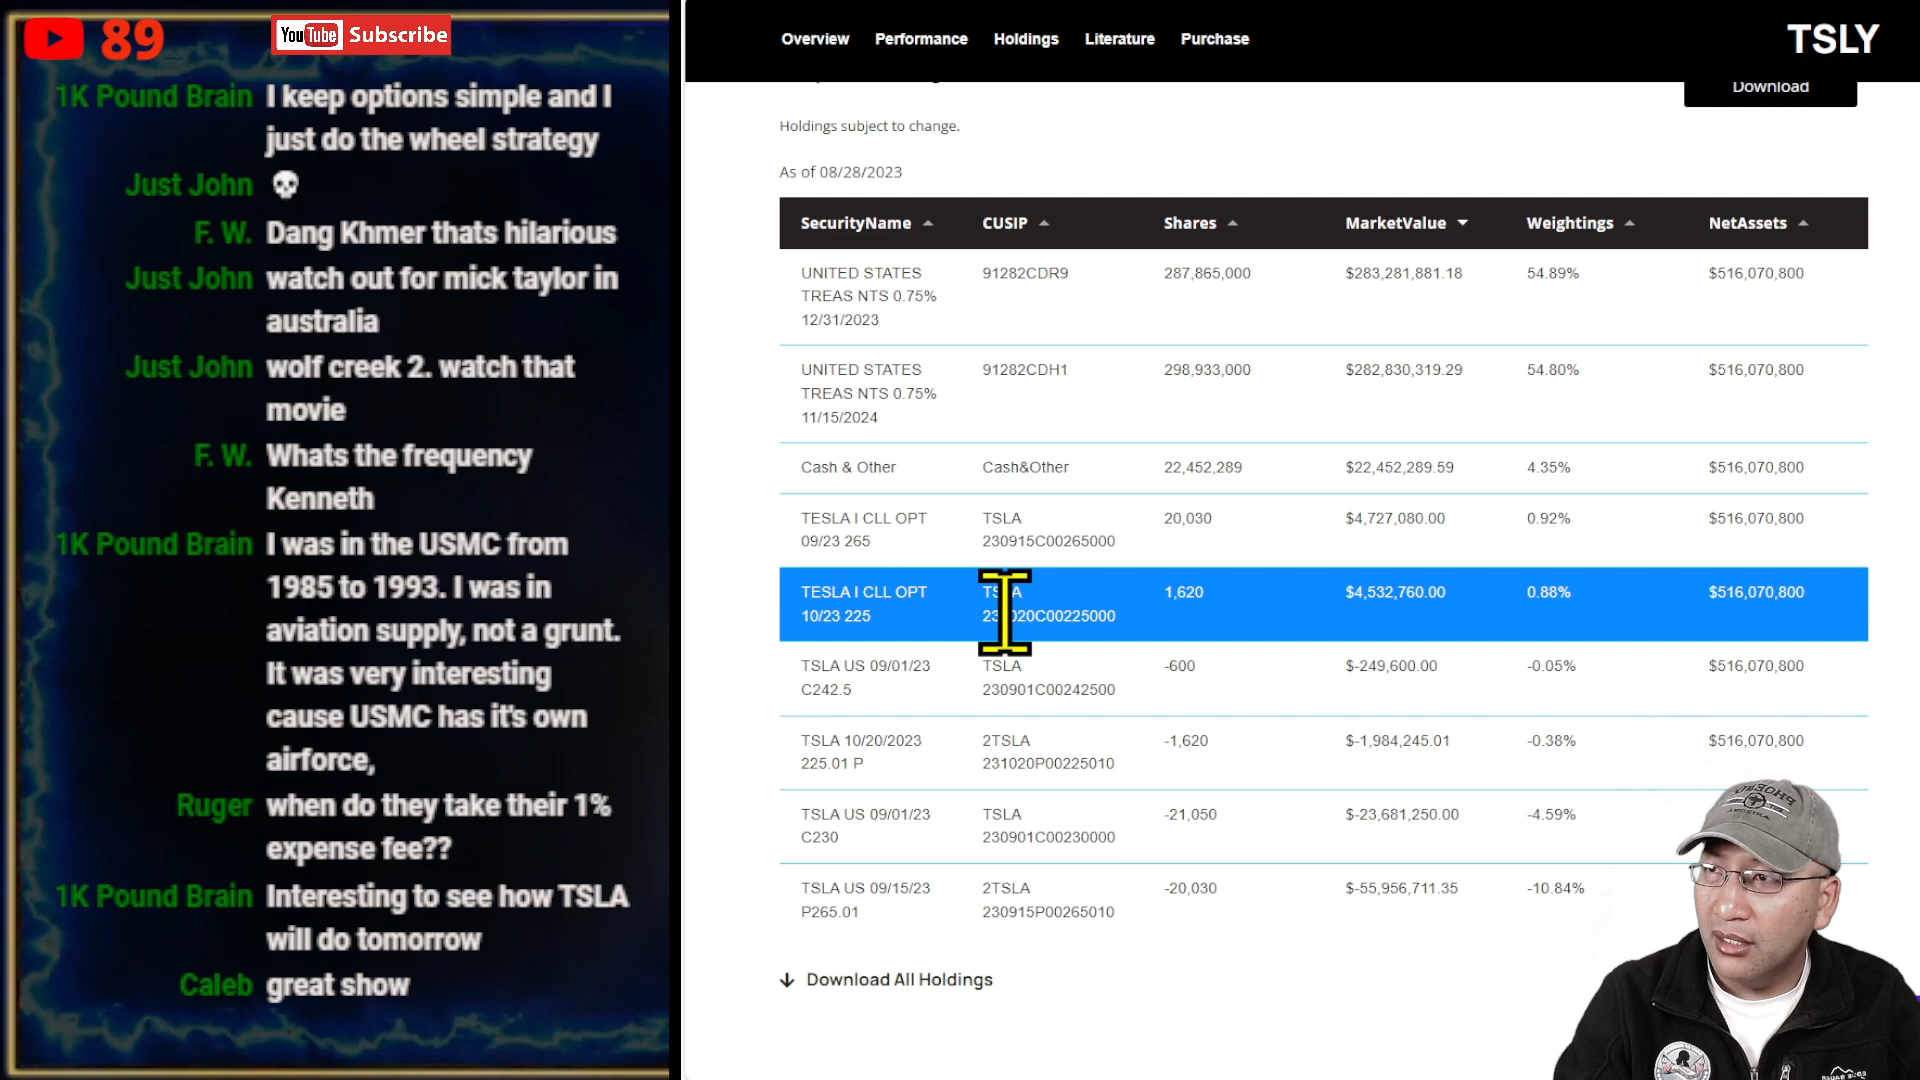 89
YouTube Subscribe
1K Pound Brain I keep options simple and I
just do the wheel strategy
Just John 💀
F. W. Dang Khmer thats hilarious
Just John watch out for mick taylor in
australia
Just John wolf creek 2. watch that
movie
F. W. Whats the frequency
Kenneth
1K Pound Brain I was in the USMC from
1985 to 1993. I was in
aviation supply, not a grunt.
It was very interesting
cause USMC has it's own
airforce,
Ruger when do they take their 1%
expense fee??
1K Pound Brain Interesting to see how TSLA
will do tomorrow
Caleb great show
Overview Performance Holdings Literature Purchase TSLY
Download
Holdings subject to change.
As of 08/28/2023
SecurityName CUSIP Shares MarketValue Weightings NetAssets
UNITED STATES 91282CDR9 287,865,000 $283,281,881.18 54.89% $516,070,800
TREAS NTS 0.75%
12/31/2023
UNITED STATES 91282CDH1 298,933,000 $282,830,319.29 54.80% $516,070,800
TREAS NTS 0.75%
11/15/2024
Cash & Other Cash&Other 22,452,289 $22,452,289.59 4.35% $516,070,800
TESLA I CLL OPT TSLA 20,030 $4,727,080.00 0.92% $516,070,800
09/23 265 230915C00265000
TESLA I CLL OPT TSLA 1,620 $4,532,760.00 0.88% $516,070,800
10/23 225 231020C00225000
TSLA US 09/01/23 TSLA -600 $-249,600.00 -0.05% $516,070,800
C242.5 230901C00242500
TSLA 10/20/2023 2TSLA -1,620 $-1,984,245.01 -0.38% $516,070,800
225.01 P 231020P00225010
TSLA US 09/01/23 TSLA -21,050 $-23,681,250.00 -4.59%
C230 230901C00230000
TSLA US 09/15/23 2TSLA -20,030 $-55,956,711.35 -10.84%
P265.01 230915P00265010
Download All Holdings